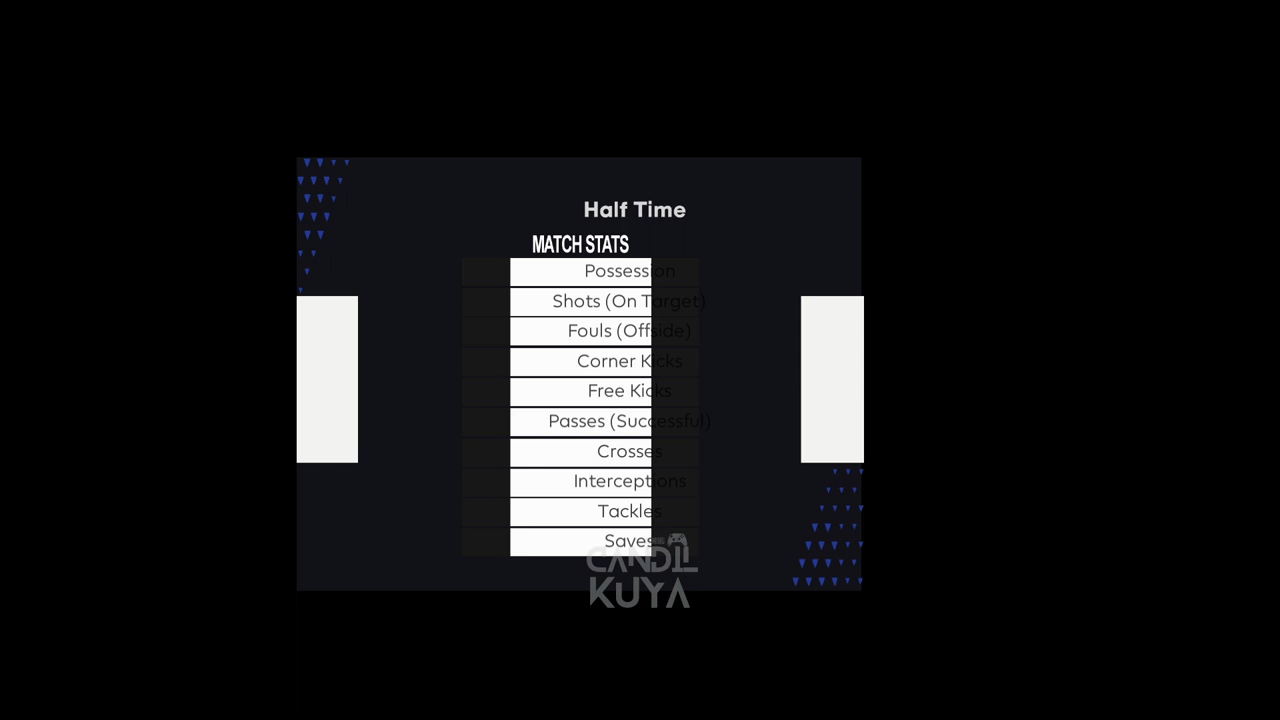 Half Time
MATCH STATS
Possession
Shots (On Target)
Fouls (Offside)
Corner Kicks
Free Kicks
Passes (Successful)
Crosses
Interceptions
Tackles
Saves
CANDIL
KUYA